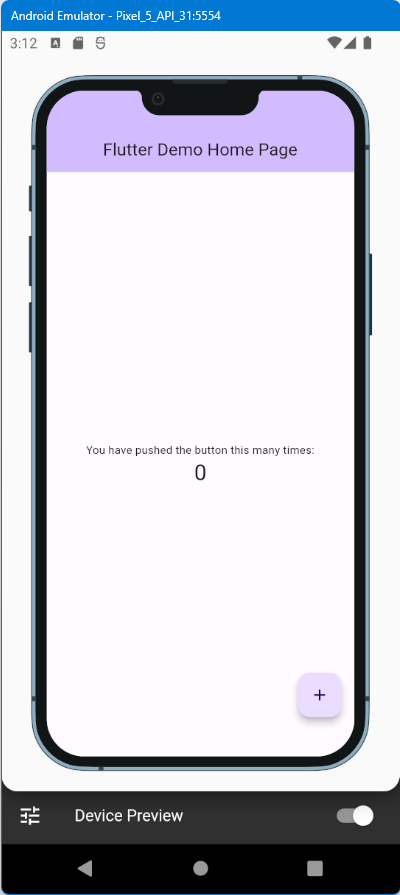 Android Emulator - Pixel_5_API_31:5554
3:12 A
Flutter Demo Home Page
You have pushed the button this many times:
0
+
Device Preview